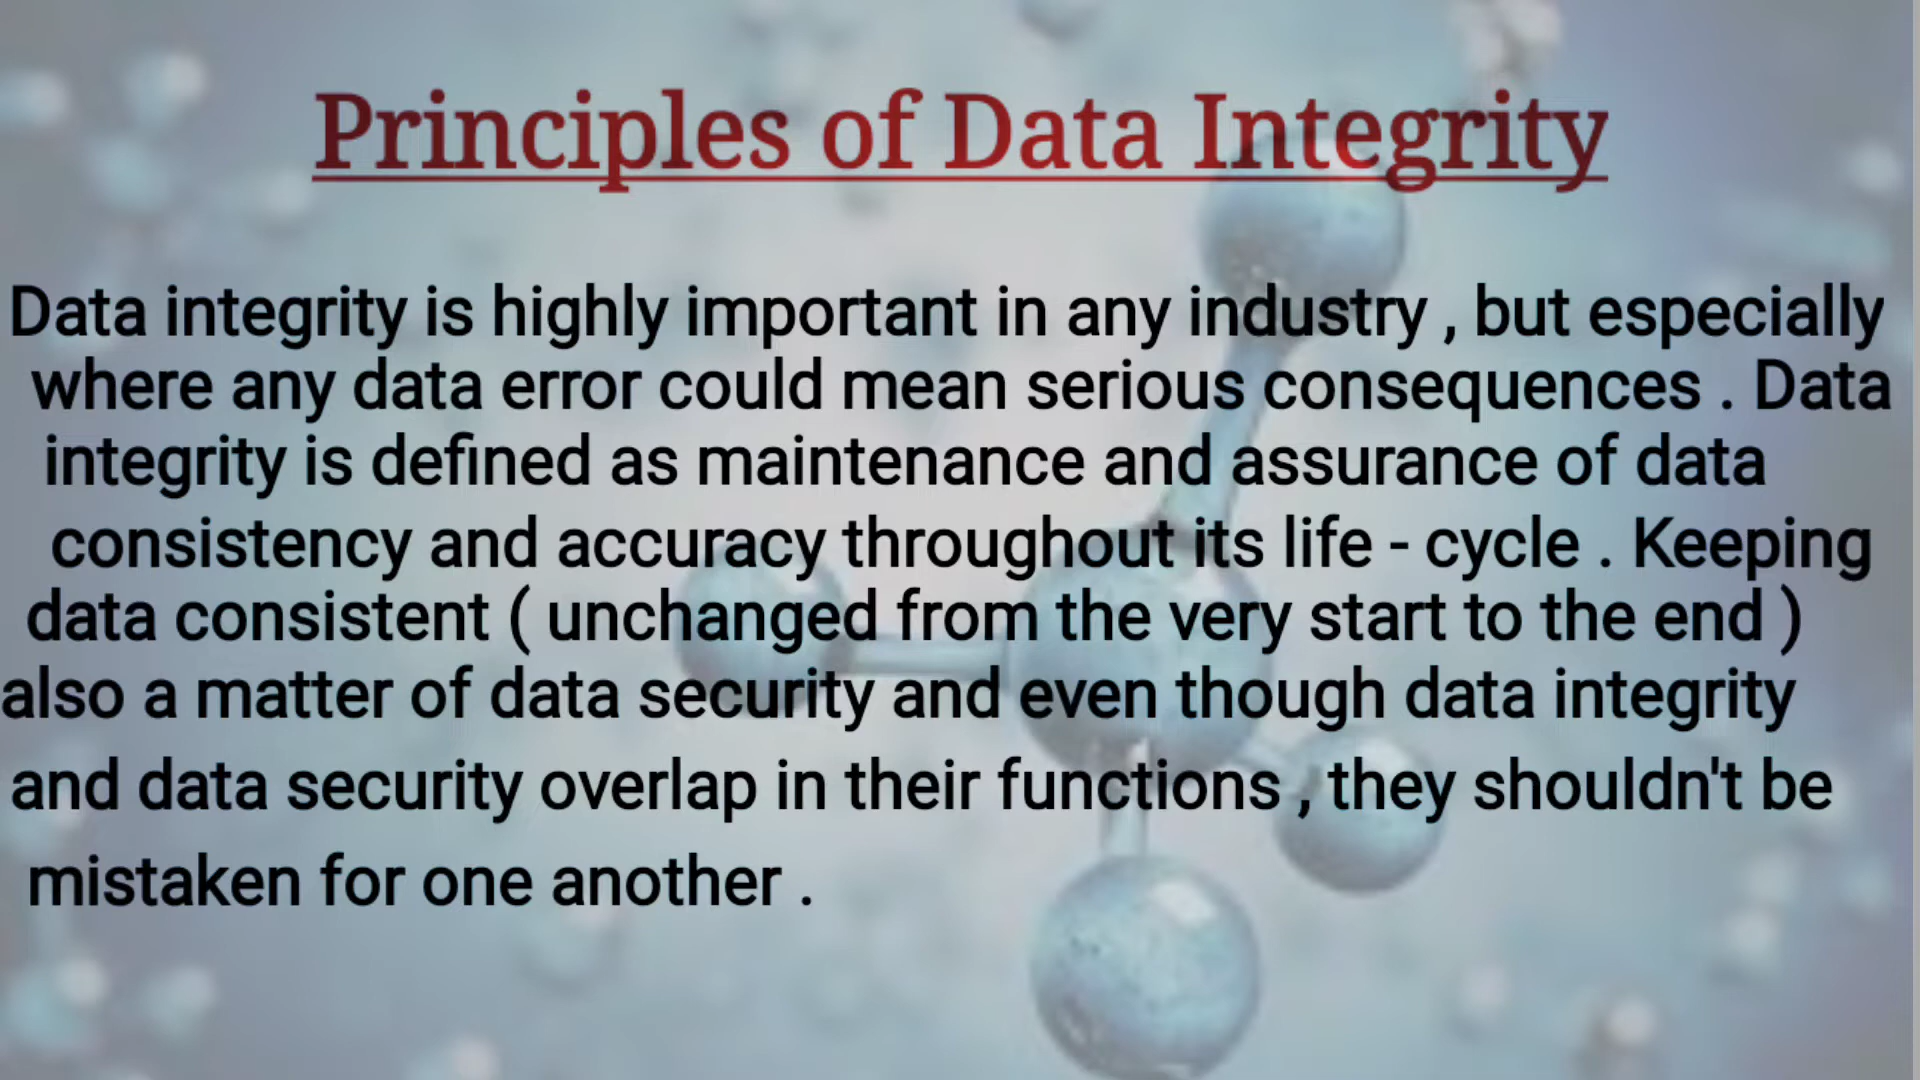 Principles of Data Integrity
Data integrity is highly important in any industry , but especially
where any data error could mean serious consequences . Data
integrity is defined as maintenance and assurance of data
consistency and accuracy throughout its life - cycle . Keeping
data consistent ( unchanged from the very start to the end )
also a matter of data security and even though data integrity
and data security overlap in their functions , they shouldn't be
mistaken for one another .